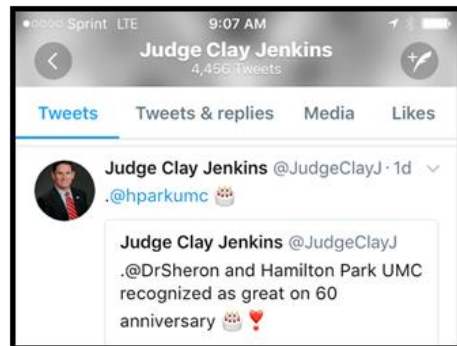 Sprint LTE 9:07 AM
Judge Clay Jenkins
4,456 Tweets
Tweets Tweets & replies Media Likes
Judge Clay Jenkins @JudgeClayJ · 1d
.@hparkumc 🎂
Judge Clay Jenkins @JudgeClayJ
.@DrSheron and Hamilton Park UMC
recognized as great on 60
anniversary 🎂❣️